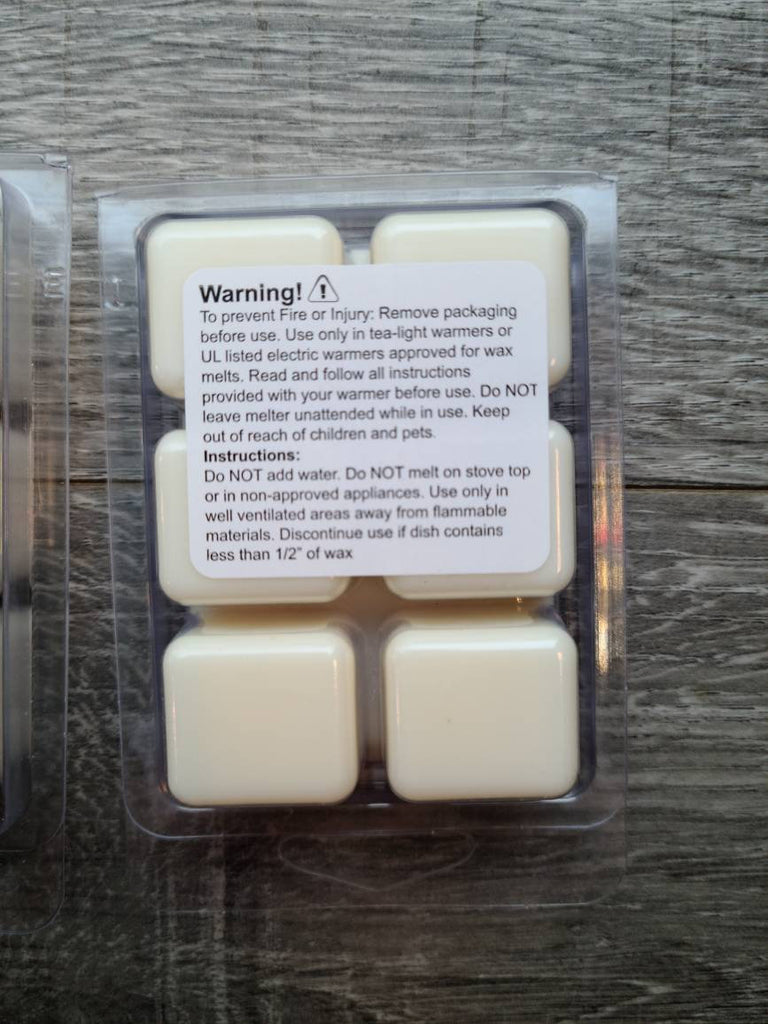 Warning!
To prevent Fire or Injury: Remove packaging
before use. Use only in tea-light warmers or
UL listed electric warmers approved for wax
melts. Read and follow all instructions
provided with your warmer before use. Do NOT
leave melter unattended while in use. Keep
out of reach of children and pets.
Instructions:
Do NOT add water. Do NOT melt on stove top
or in non-approved appliances. Use only in
well ventilated areas away from flammable
materials. Discontinue use if dish contains
less than 1/2" of wax